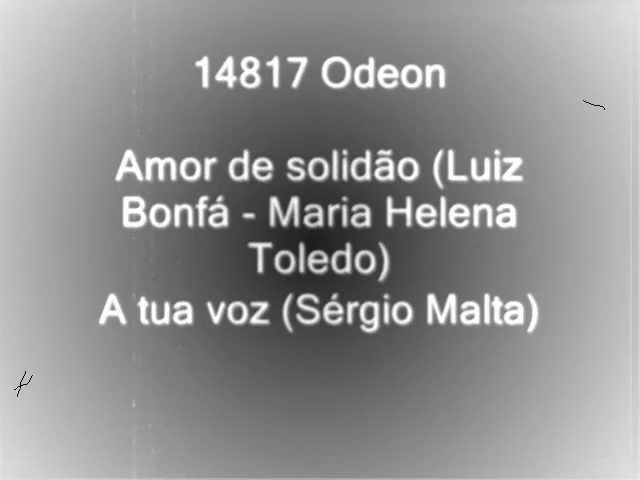 14817 Odeon
Amor de solidão (Luiz
Bonfá - Maria Helena
Toledo)
A tua voz (Sérgio Malta)